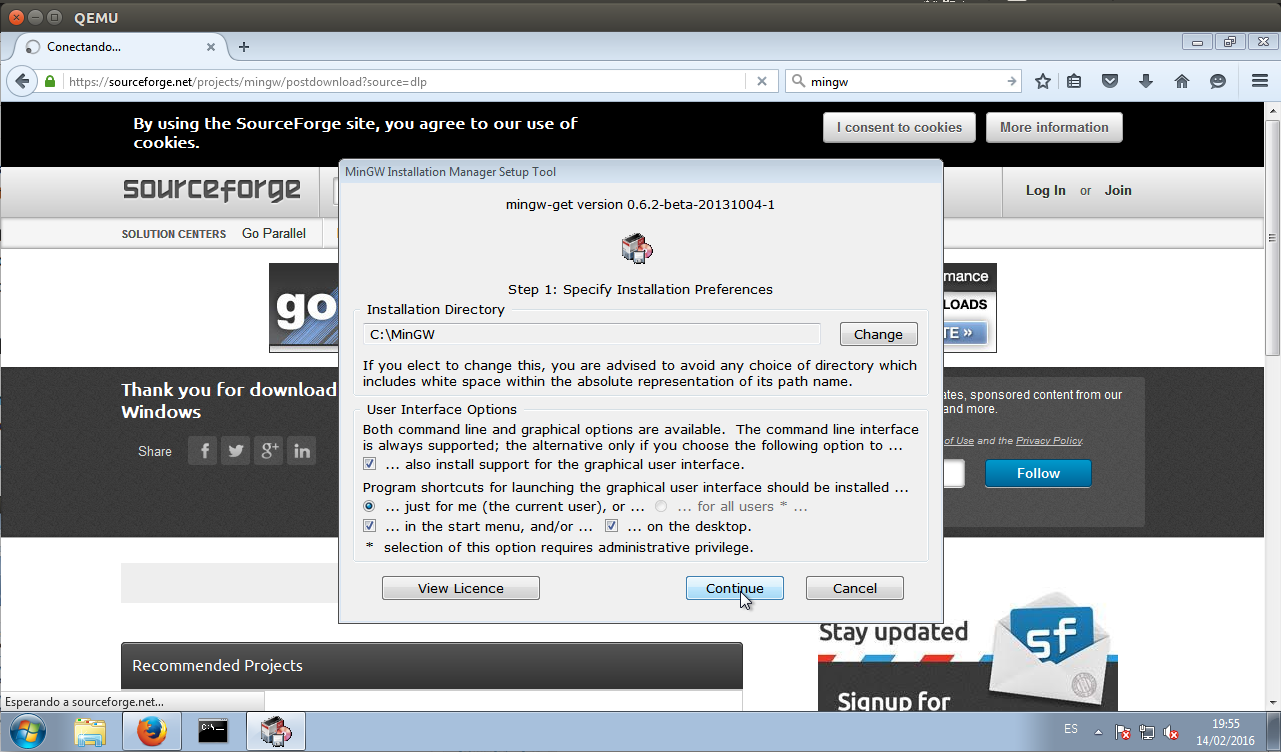 QEMU
Conectando...
https://sourceforge.net/projects/mingw/postdownload?source=dlp
mingw
By using the SourceForge site, you agree to our use of
cookies.
I consent to cookies
More information
sourceforge
Log In or Join
SOLUTION CENTERS Go Parallel
MinGW Installation Manager Setup Tool
mingw-get version 0.6.2-beta-20131004-1
Step 1: Specify Installation Preferences
Installation Directory
C:\MinGW
Change
If you elect to change this, you are advised to avoid any choice of directory which
includes white space within the absolute representation of its path name.
User Interface Options
Both command line and graphical options are available. The command line interface
is always supported; the alternative only if you choose the following option to ...
... also install support for the graphical user interface.
Program shortcuts for launching the graphical user interface should be installed ...
... just for me (the current user), or ... ... for all users * ...
... in the start menu, and/or ... ... on the desktop.
* selection of this option requires administrative privilege.
View Licence
Continue
Cancel
go
mance
LOADS
TE »
Thank you for download
Windows
Share
f
g+
in
ates, sponsored content from our
and more.
of Use and the Privacy Policy.
Follow
Recommended Projects
Stay updated
sf
Signup for
Esperando a sourceforge.net...
C:\_
ES
19:55
14/02/2016